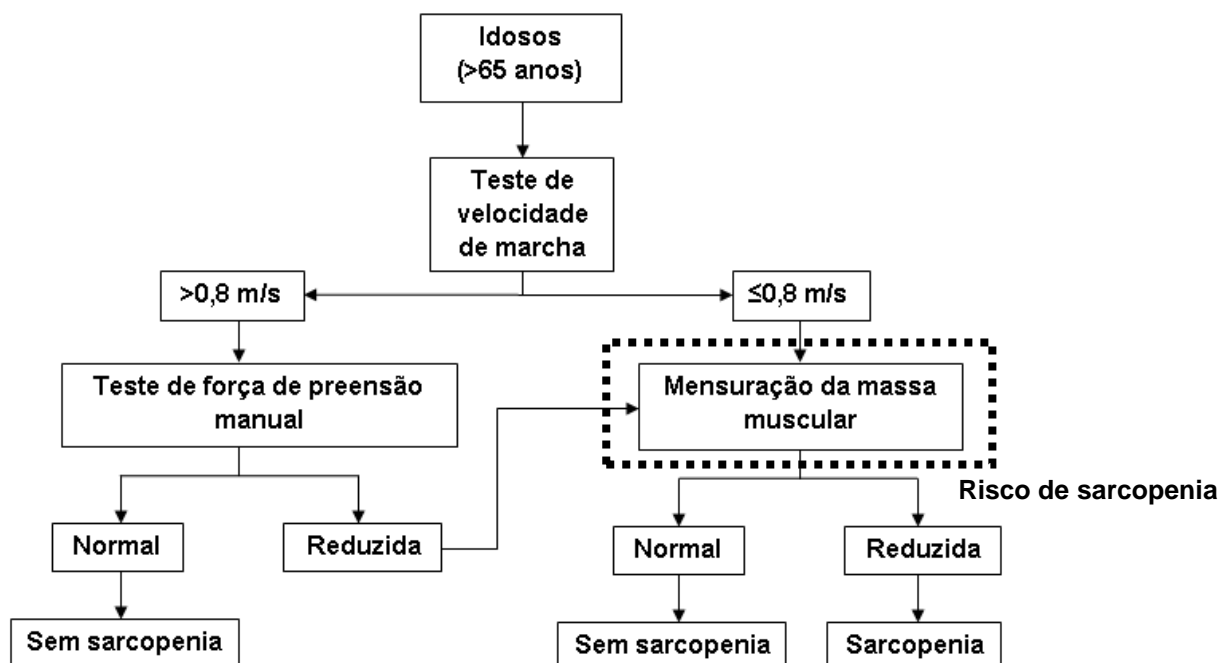 Idosos
(>65 anos)
Teste de
velocidade
de marcha
>0,8 m/s
≤0,8 m/s
Teste de força de preensão
manual
Mensuração da massa
muscular
Risco de sarcopenia
Normal
Reduzida
Normal
Reduzida
Sem sarcopenia
Sem sarcopenia
Sarcopenia